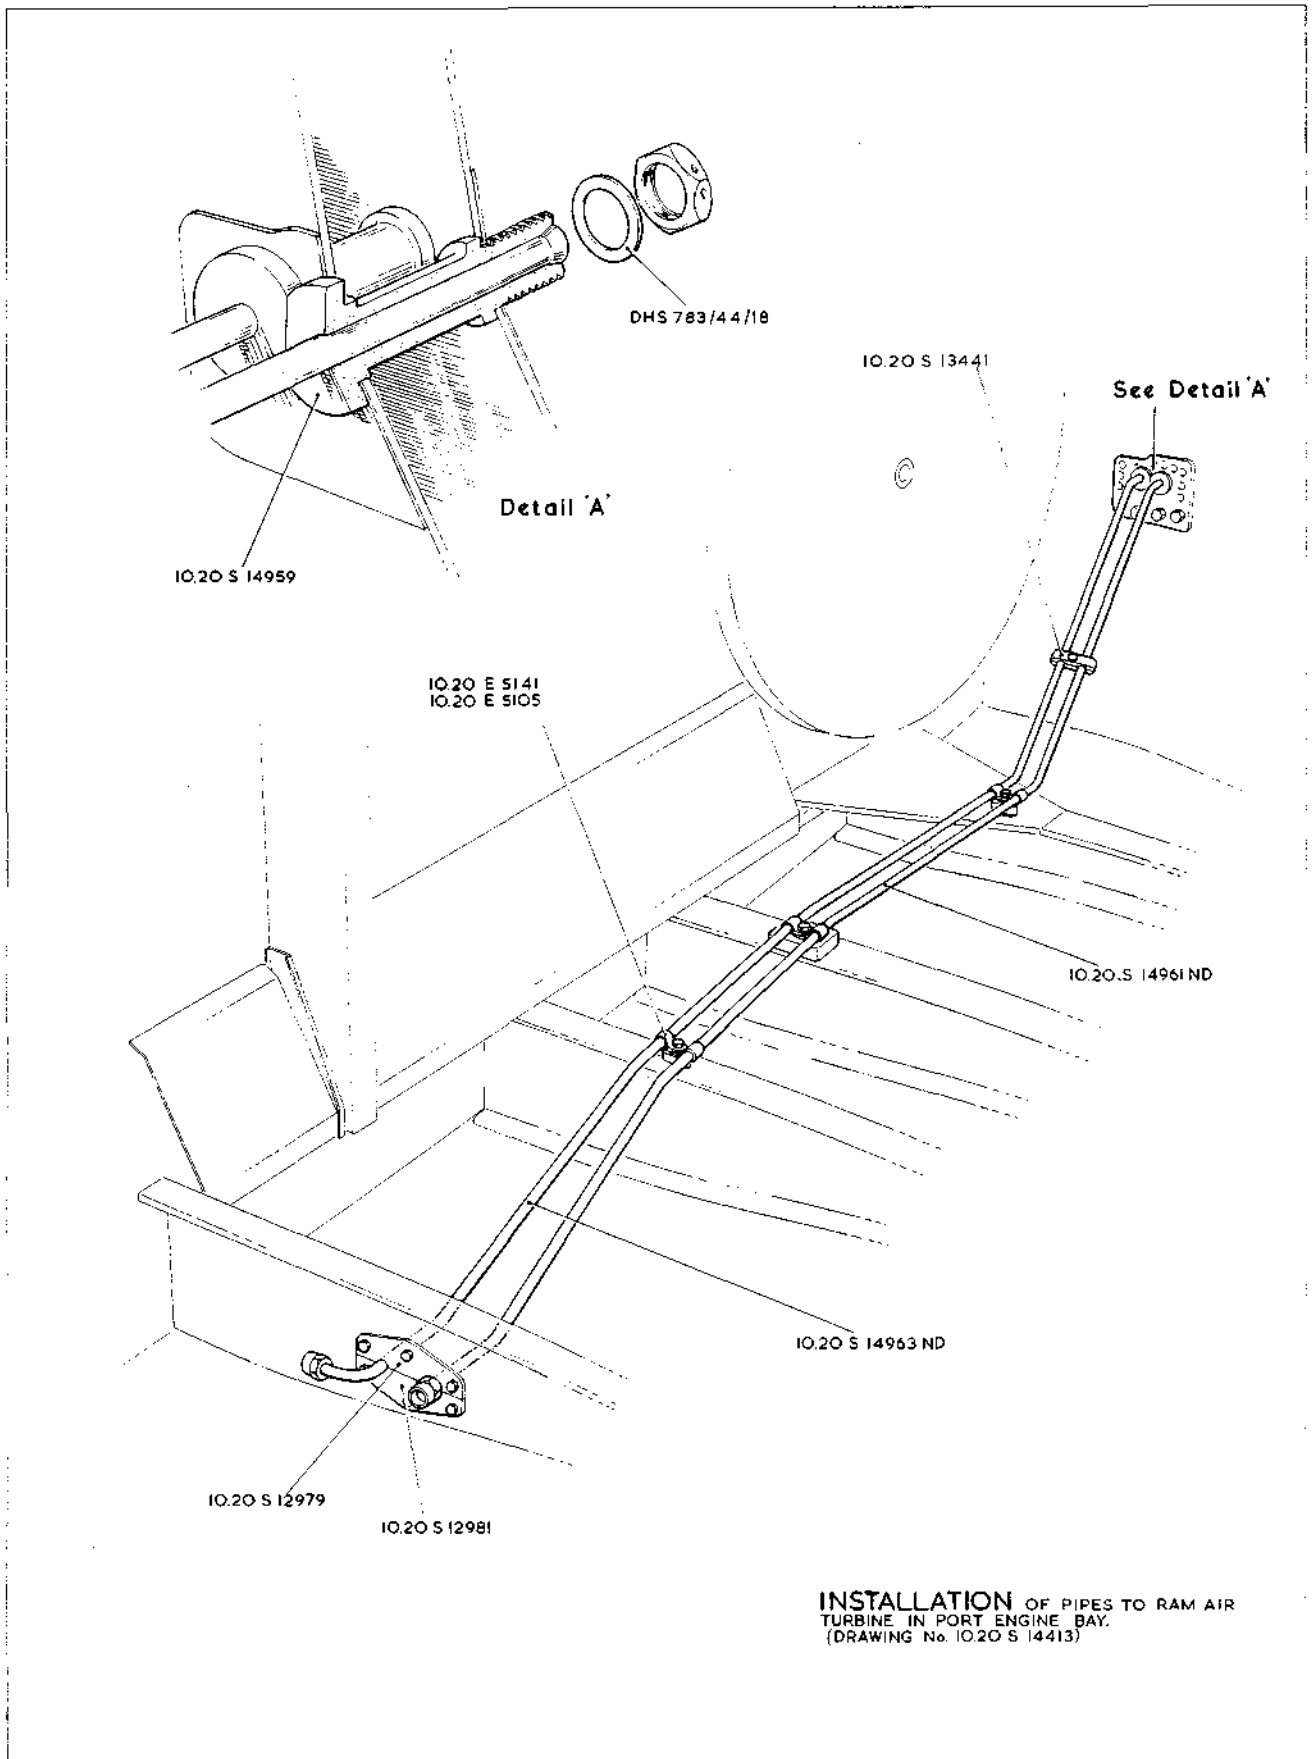 DHS 783/44/18
10.20 S 13441
See Detail 'A'
Detail 'A'
10.20 S 14959
10.20 E 5141
10.20 E 5105
10.20.S 14961 ND
10.20 S 14963 ND
10.20 S 12979
10.20 S 12981
INSTALLATION OF PIPES TO RAM AIR
TURBINE IN PORT ENGINE BAY.
(DRAWING No. 10.20 S 14413)